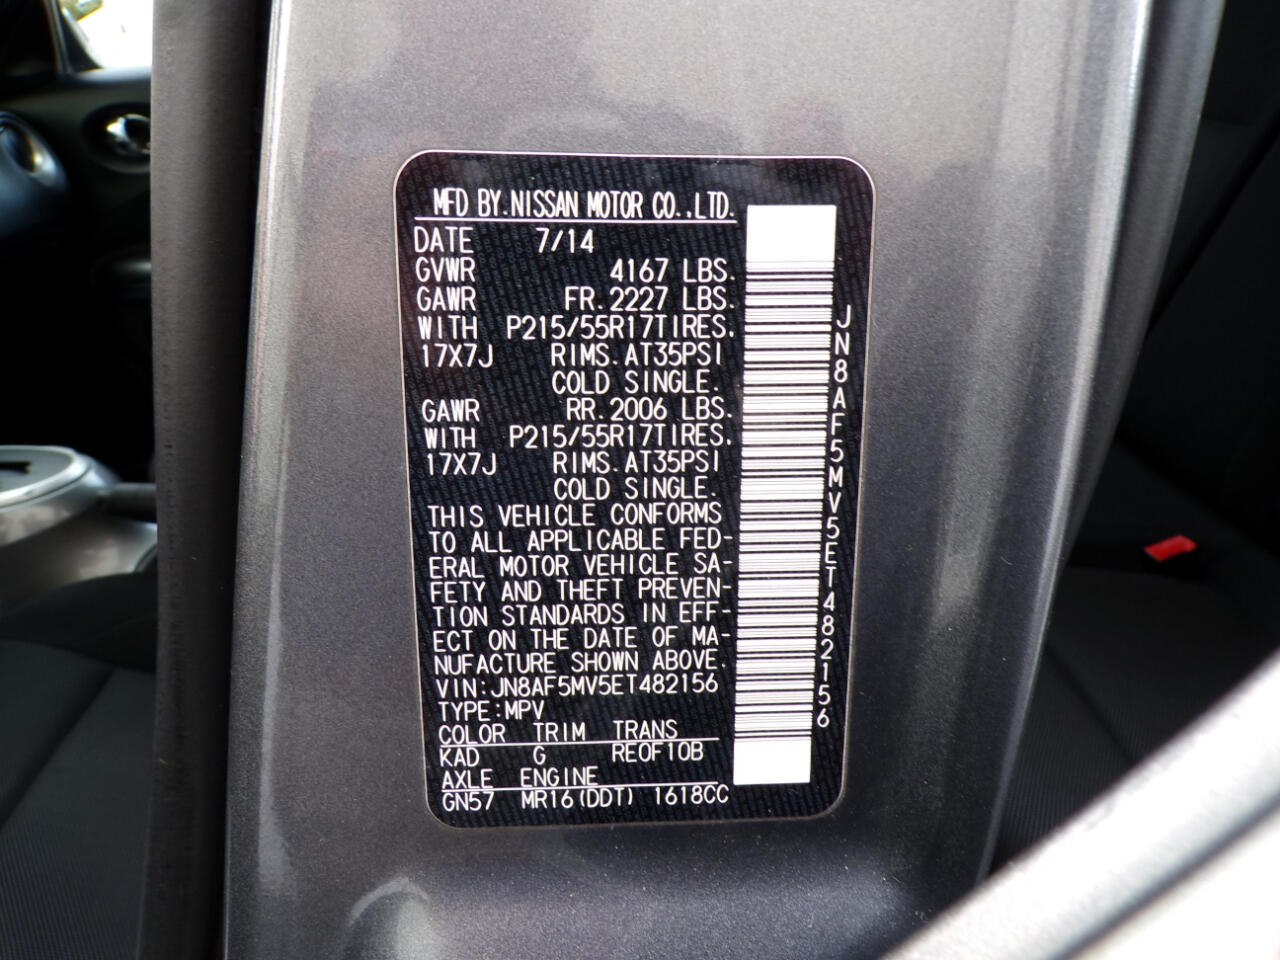 MFD BY.NISSAN MOTOR CO.,LTD.
DATE 7/14
GVWR 4167 LBS.
GAWR FR.2227 LBS.
WITH P215/55R17TIRES.
17X7J RIMS.AT35PSI
COLD SINGLE.
GAWR RR.2006 LBS.
WITH P215/55R17TIRES.
17X7J RIMS.AT35PSI
COLD SINGLE.
THIS VEHICLE CONFORMS
TO ALL APPLICABLE FED-
ERAL MOTOR VEHICLE SA-
FETY AND THEFT PREVEN-
TION STANDARDS IN EFF-
ECT ON THE DATE OF MA-
NUFACTURE SHOWN ABOVE.
VIN:JN8AF5MV5ET482156
TYPE:MPV
COLOR TRIM TRANS
KAD G RE0F10B
AXLE ENGINE
GN57 MR16(DDT) 1618CC
JN8AF5MV5ET482156